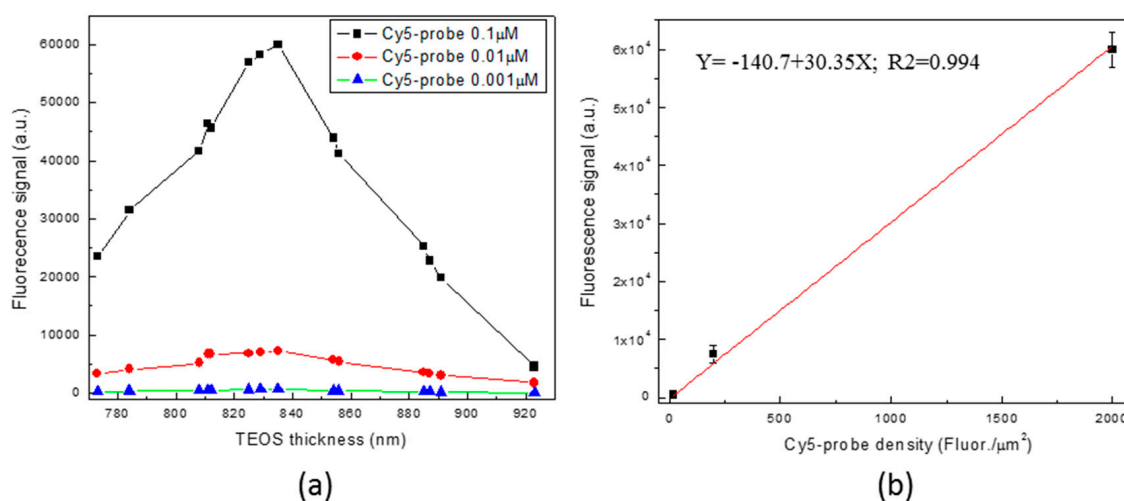 Cy5-probe 0.1µM
Cy5-probe 0.01µM
Cy5-probe 0.001µM
Fluorecence signal (a.u.)
60000
50000
40000
30000
20000
10000
0
780 800 820 840 860 880 900 920
TEOS thickness (nm)
(a)
Y= -140.7+30.35X; R2=0.994
Fluorescence signal (a.u.)
6x10⁴
5x10⁴
4x10⁴
3x10⁴
2x10⁴
1x10⁴
0
0 500 1000 1500 2000
Cy5-probe density (Fluor./µm²)
(b)